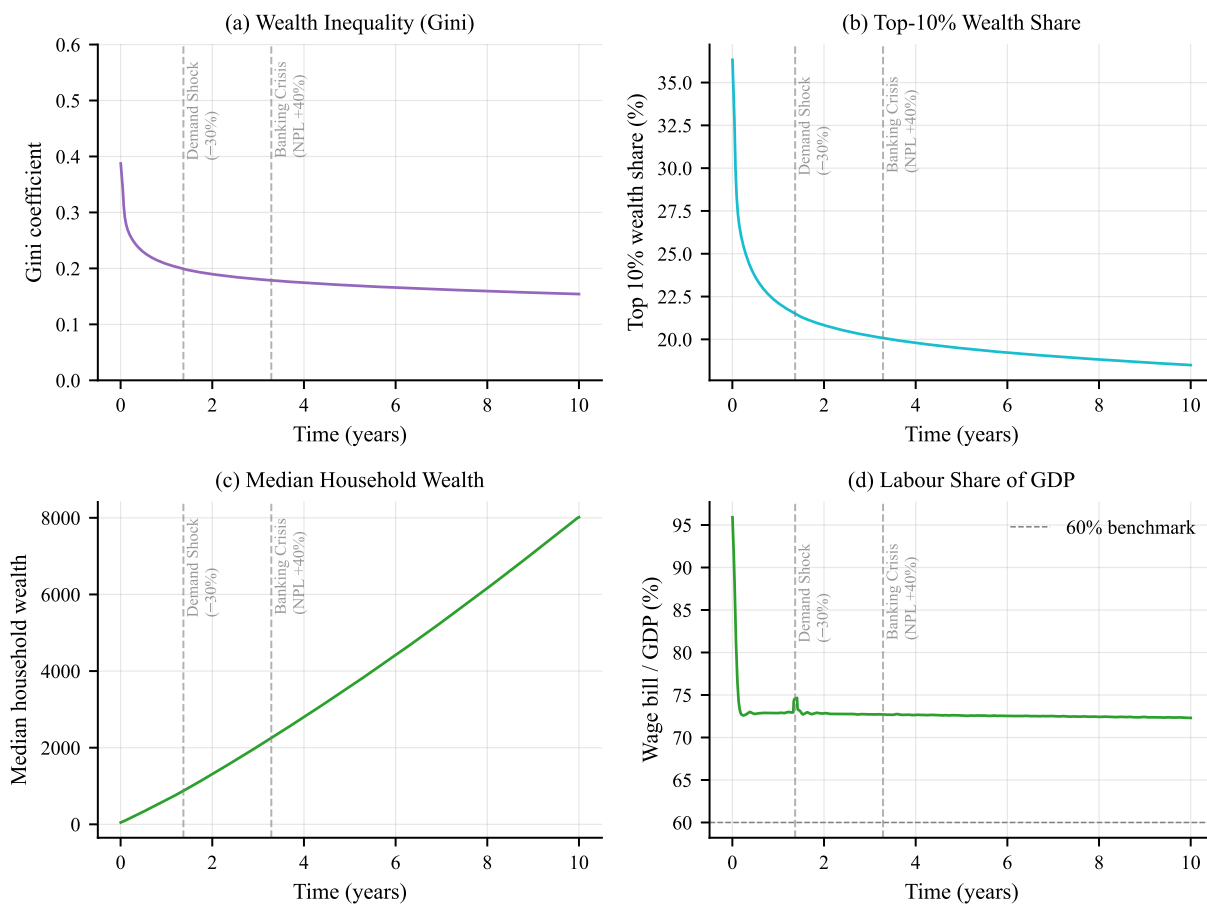 (a) Wealth Inequality (Gini)
Gini coefficient
0.6
0.5
0.4
0.3
0.2
0.1
0.0
Demand Shock
(−30%)
Banking Crisis
(NPL +40%)
0 2 4 6 8 10
Time (years)
(b) Top-10% Wealth Share
Top 10% wealth share (%)
35.0
32.5
30.0
27.5
25.0
22.5
20.0
Demand Shock
(−30%)
Banking Crisis
(NPL +40%)
0 2 4 6 8 10
Time (years)
(c) Median Household Wealth
Median household wealth
8000
6000
4000
2000
0
Demand Shock
(−30%)
Banking Crisis
(NPL +40%)
0 2 4 6 8 10
Time (years)
(d) Labour Share of GDP
Wage bill / GDP (%)
95
90
85
80
75
70
65
60
Demand Shock
(−30%)
Banking Crisis
(NPL +40%)
60% benchmark
0 2 4 6 8 10
Time (years)